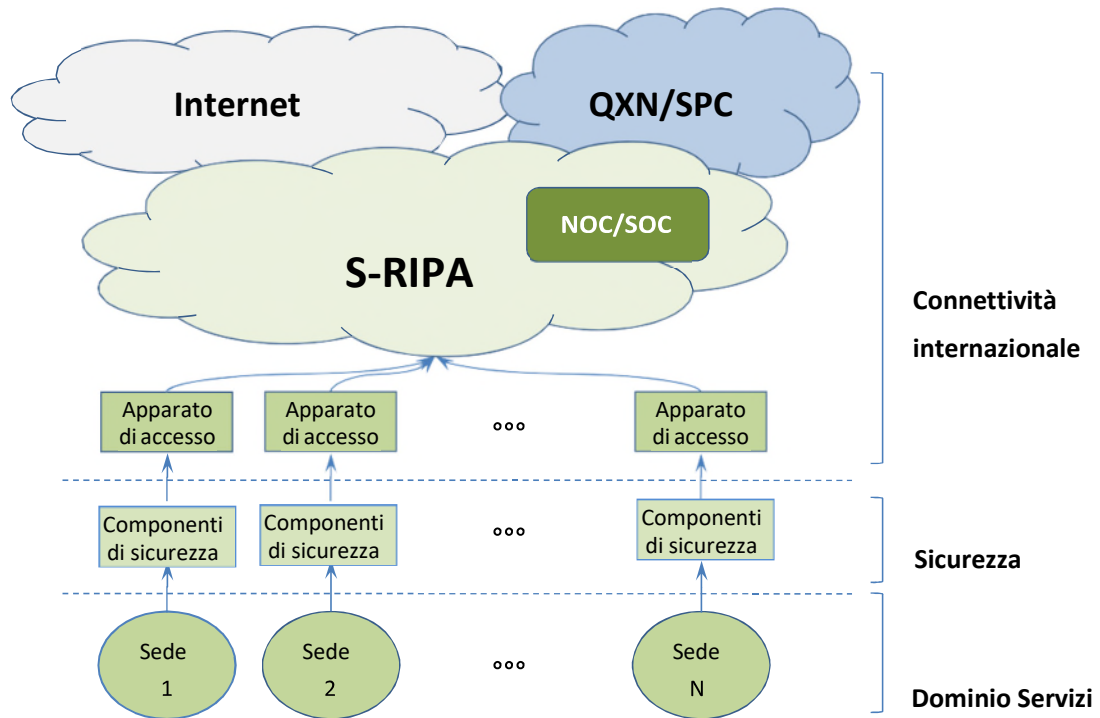 Internet
QXN/SPC
NOC/SOC
S-RIPA
Connettività
internazionale
Apparato
di accesso
Apparato
di accesso
°°°
Apparato
di accesso
Componenti
di sicurezza
Componenti
di sicurezza
°°°
Componenti
di sicurezza
Sicurezza
Sede
1
Sede
2
°°°
Sede
N
Dominio Servizi